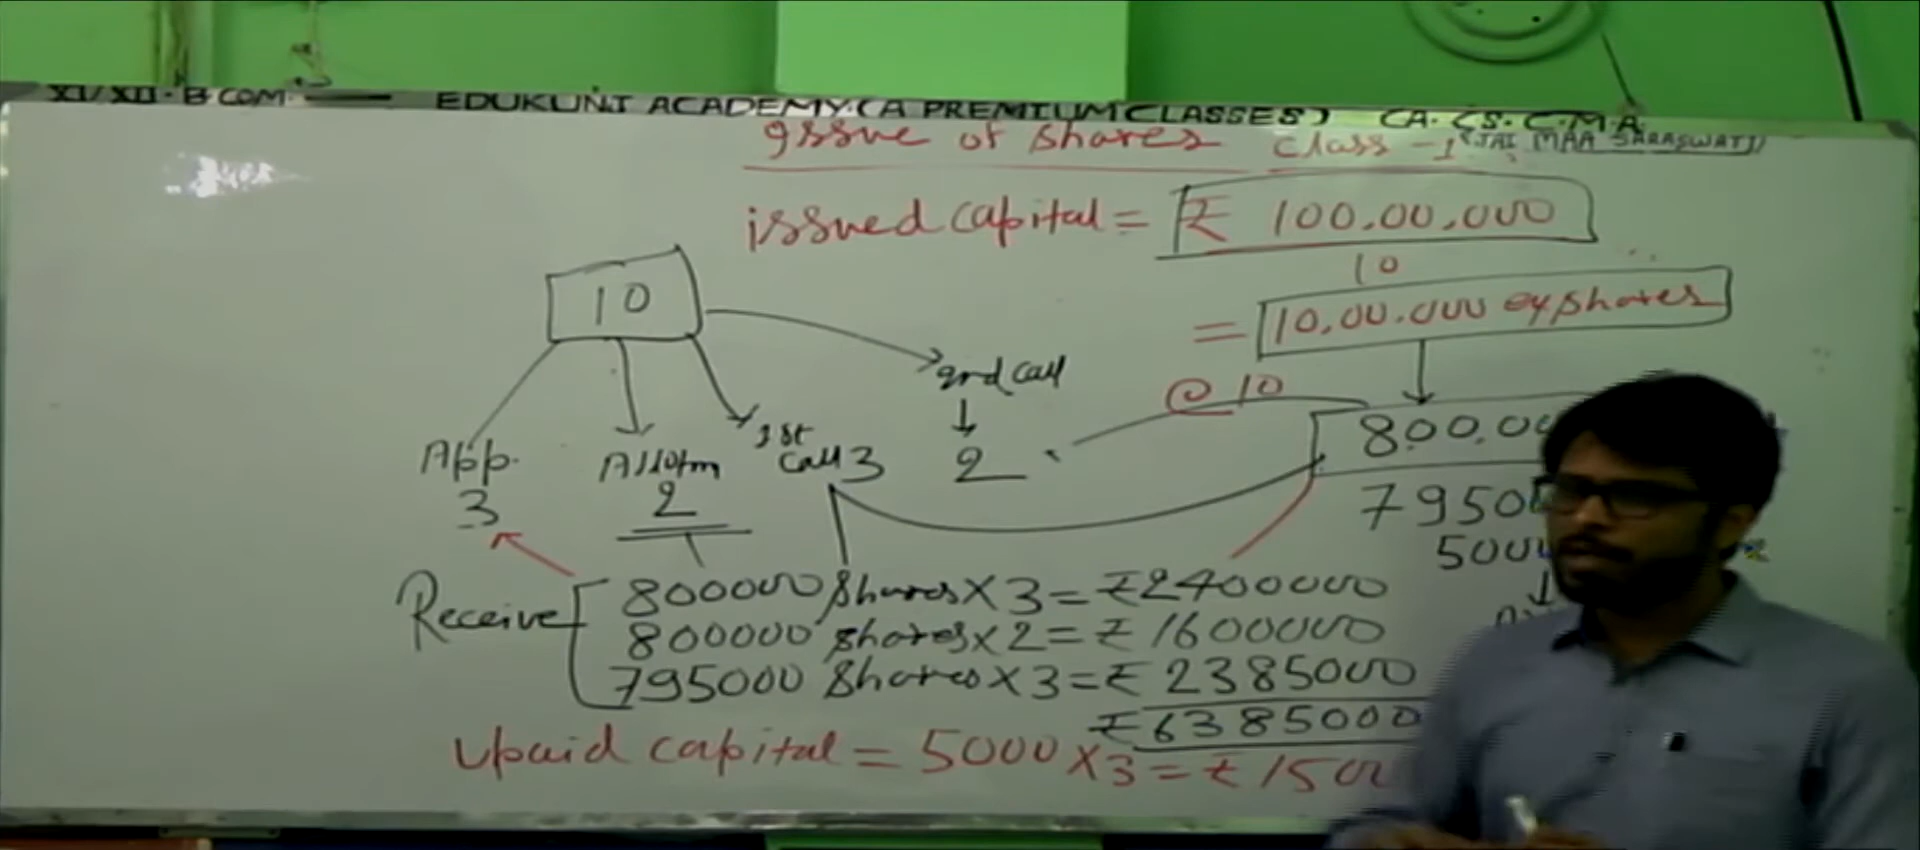 XI/XII · B.COM — EDUKUNT ACADEMY.(A PREMIUM CLASSES) CA. CS. C.M.A
(JAI MAA SARASWATI)
Issue of Shares Class - 1
issued capital = ₹ 100,00,000
10
= 10,00,000 eq shares
10
@ 10
2nd call
2
App. Allotm 1st call 3
3 2
800,00
7950
500
Receive
800000 shares X 3 = ₹ 2400000
800000 shares x 2 = ₹ 1600000
795000 shares X 3 = ₹ 2385000
₹ 6385000
Upaid capital = 5000 X 3 = ₹ 150